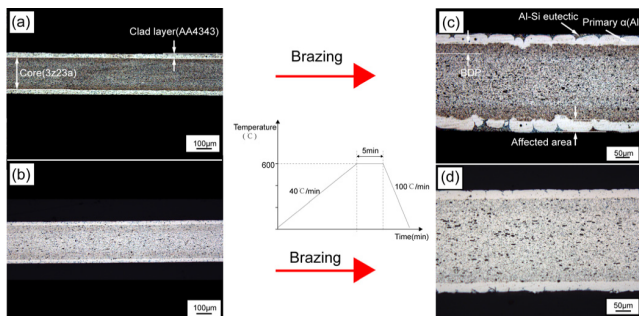 (a)
Clad layer(AA4343)
Core(3z23a)
100μm
(b)
100μm
Brazing
Temperature
(C)
5min
600
40℃/min
100℃/min
Time(min)
Brazing
(c)
Al-Si eutectic
Primary α(Al
BDP
Affected area
50μm
(d)
50μm